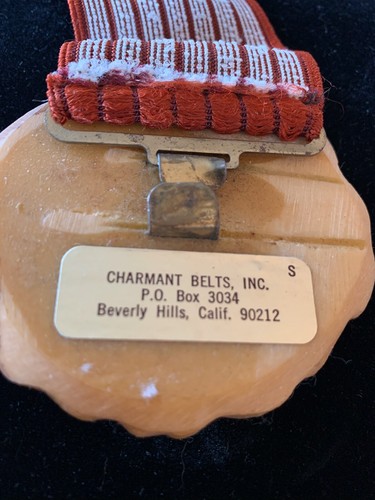 S
CHARMANT BELTS, INC.
P.O. Box 3034
Beverly Hills, Calif. 90212